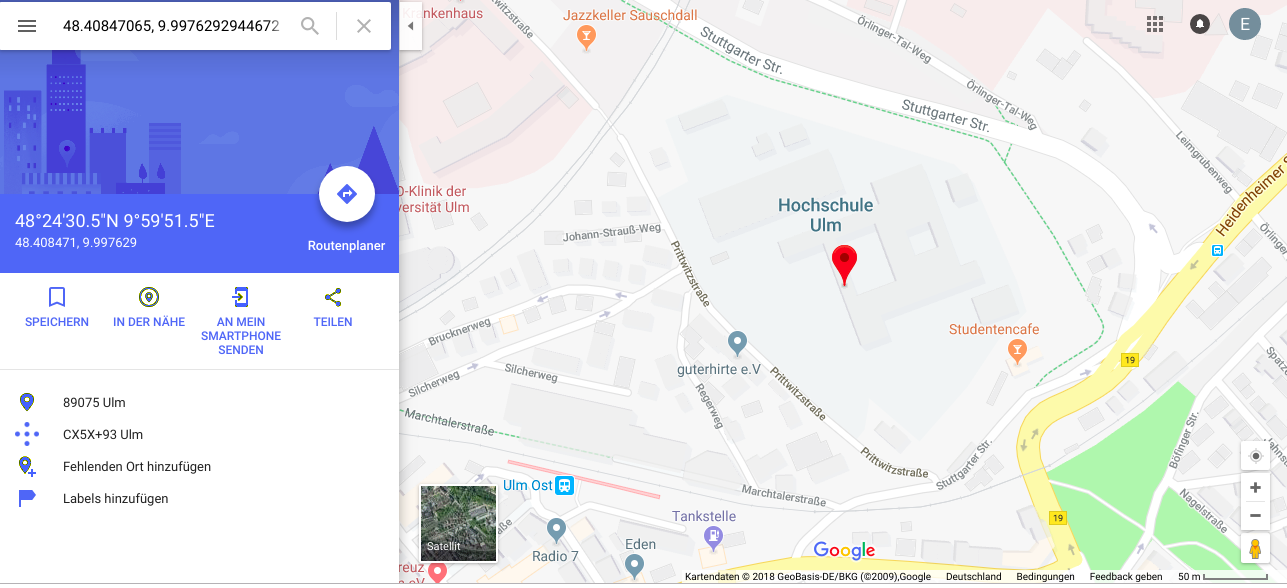 48.40847065, 9.9976292944672
48°24'30.5"N 9°59'51.5"E
48.408471, 9.997629
Routenplaner
SPEICHERN
IN DER NÄHE
AN MEIN
SMARTPHONE
SENDEN
TEILEN
89075 Ulm
CX5X+93 Ulm
Fehlenden Ort hinzufügen
Labels hinzufügen
Krankenhaus
Jazzkeller Sauschdall
Stuttgarter Str.
Örlinger-Tal-Weg
E
Örlinger-Tal-Weg
Stuttgarter Str.
Leimgrubenweg
Heidenheimer
O-Klinik der
versität Ulm
Hochschule
Ulm
Johann-Strauß-Weg
Prittwitzstraße
Brucknerweg
Studentencafe
19
guterhirte e.V
Silcherweg
Silcherweg
Regerweg
Prittwitzstraße
Spatz
Marchtalerstraße
Böfinger Str.
Prittwitzstraße
Stuttgarter Str.
Ulm Ost
Marchtalerstraße
Nagelstraße
19
Tankstelle
Satellit
Radio 7
Eden
reuz
e.V
Google
Kartendaten © 2018 GeoBasis-DE/BKG (©2009),Google
Deutschland
Bedingungen
Feedback geben
50 m